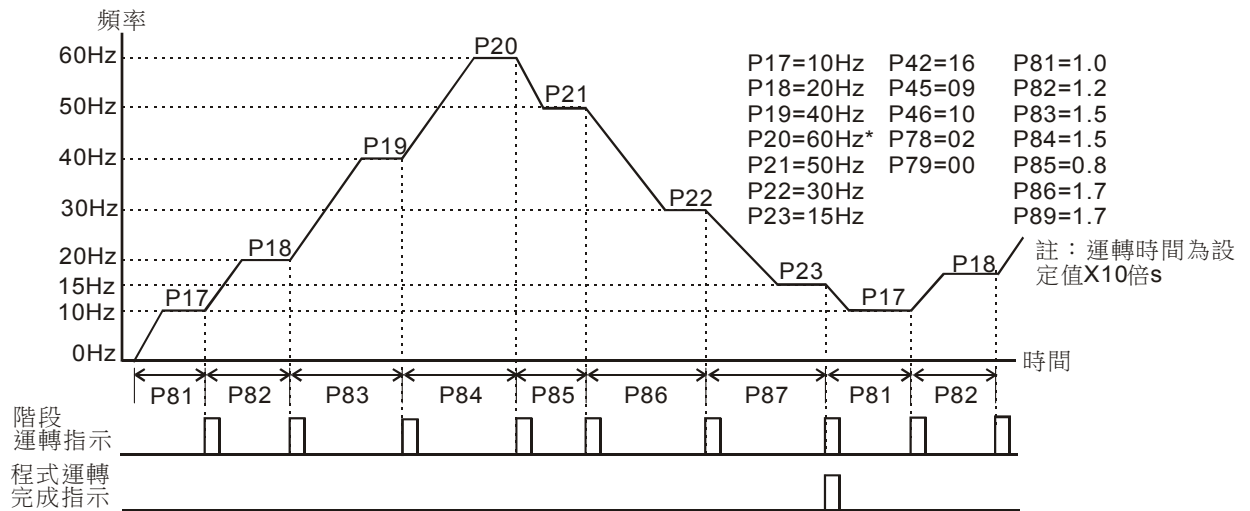 頻率
60Hz
50Hz
40Hz
30Hz
20Hz
15Hz
10Hz
0Hz
P17
P18
P19
P20
P21
P22
P23
P17
P18
P17=10Hz P42=16 P81=1.0
P18=20Hz P45=09 P82=1.2
P19=40Hz P46=10 P83=1.5
P20=60Hz* P78=02 P84=1.5
P21=50Hz P79=00 P85=0.8
P22=30Hz P86=1.7
P23=15Hz P89=1.7
註：運轉時間為設
定值X10倍s
時間
P81 P82 P83 P84 P85 P86 P87 P81 P82
階段
運轉指示
程式運轉
完成指示